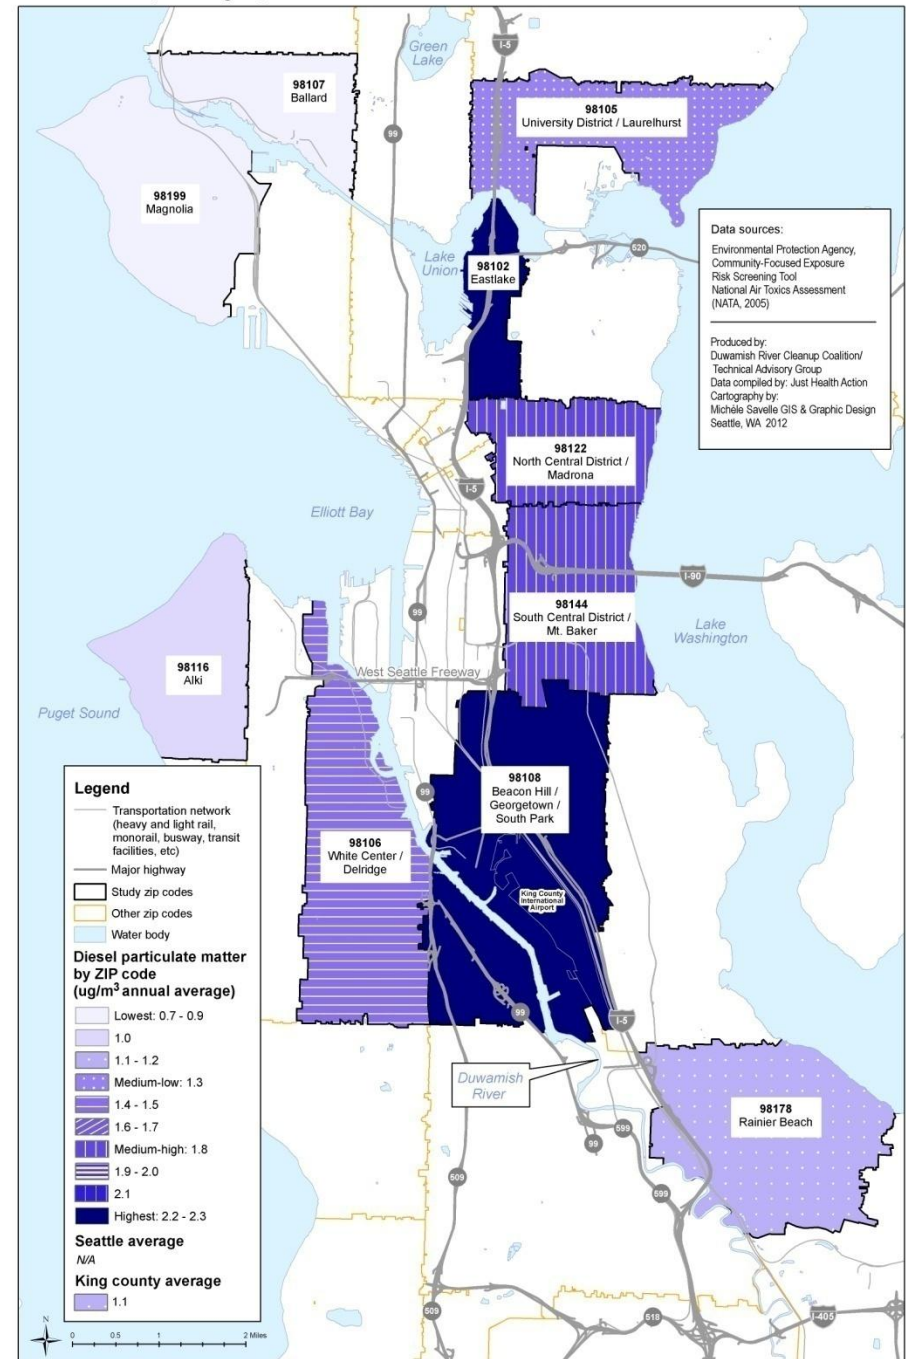 Green
Lake
I-5
98107
Ballard
98105
University District / Laurelhurst
99
98199
Magnolia
Lake
Union
98102
Eastlake
520
Data sources:
Environmental Protection Agency,
Community-Focused Exposure
Risk Screening Tool
National Air Toxics Assessment
(NATA, 2005)
Produced by:
Duwamish River Cleanup Coalition/
Technical Advisory Group
Data compiled by: Just Health Action
Cartography by:
Michéle Savelle GIS & Graphic Design
Seattle, WA 2012
98122
North Central District /
Madrona
I-5
Elliott Bay
I-90
98144
South Central District /
Mt. Baker
99
Lake
Washington
98116
Alki
West Seattle Freeway
Puget Sound
98108
Beacon Hill /
Georgetown /
South Park
99
98106
White Center /
Delridge
King County
International
Airport
99
I-5
Duwamish
River
98178
Rainier Beach
599
99
509
599
509
518
I-405
Legend
Transportation network
(heavy and light rail,
monorail, busway, transit
facilities, etc)
Major highway
Study zip codes
Other zip codes
Water body
Diesel particulate matter
by ZIP code
(ug/m³ annual average)
Lowest: 0.7 - 0.9
1.0
1.1 - 1.2
Medium-low: 1.3
1.4 - 1.5
1.6 - 1.7
Medium-high: 1.8
1.9 - 2.0
2.1
Highest: 2.2 - 2.3
Seattle average
N/A
King county average
1.1
N
0 0.5 1 2 Miles